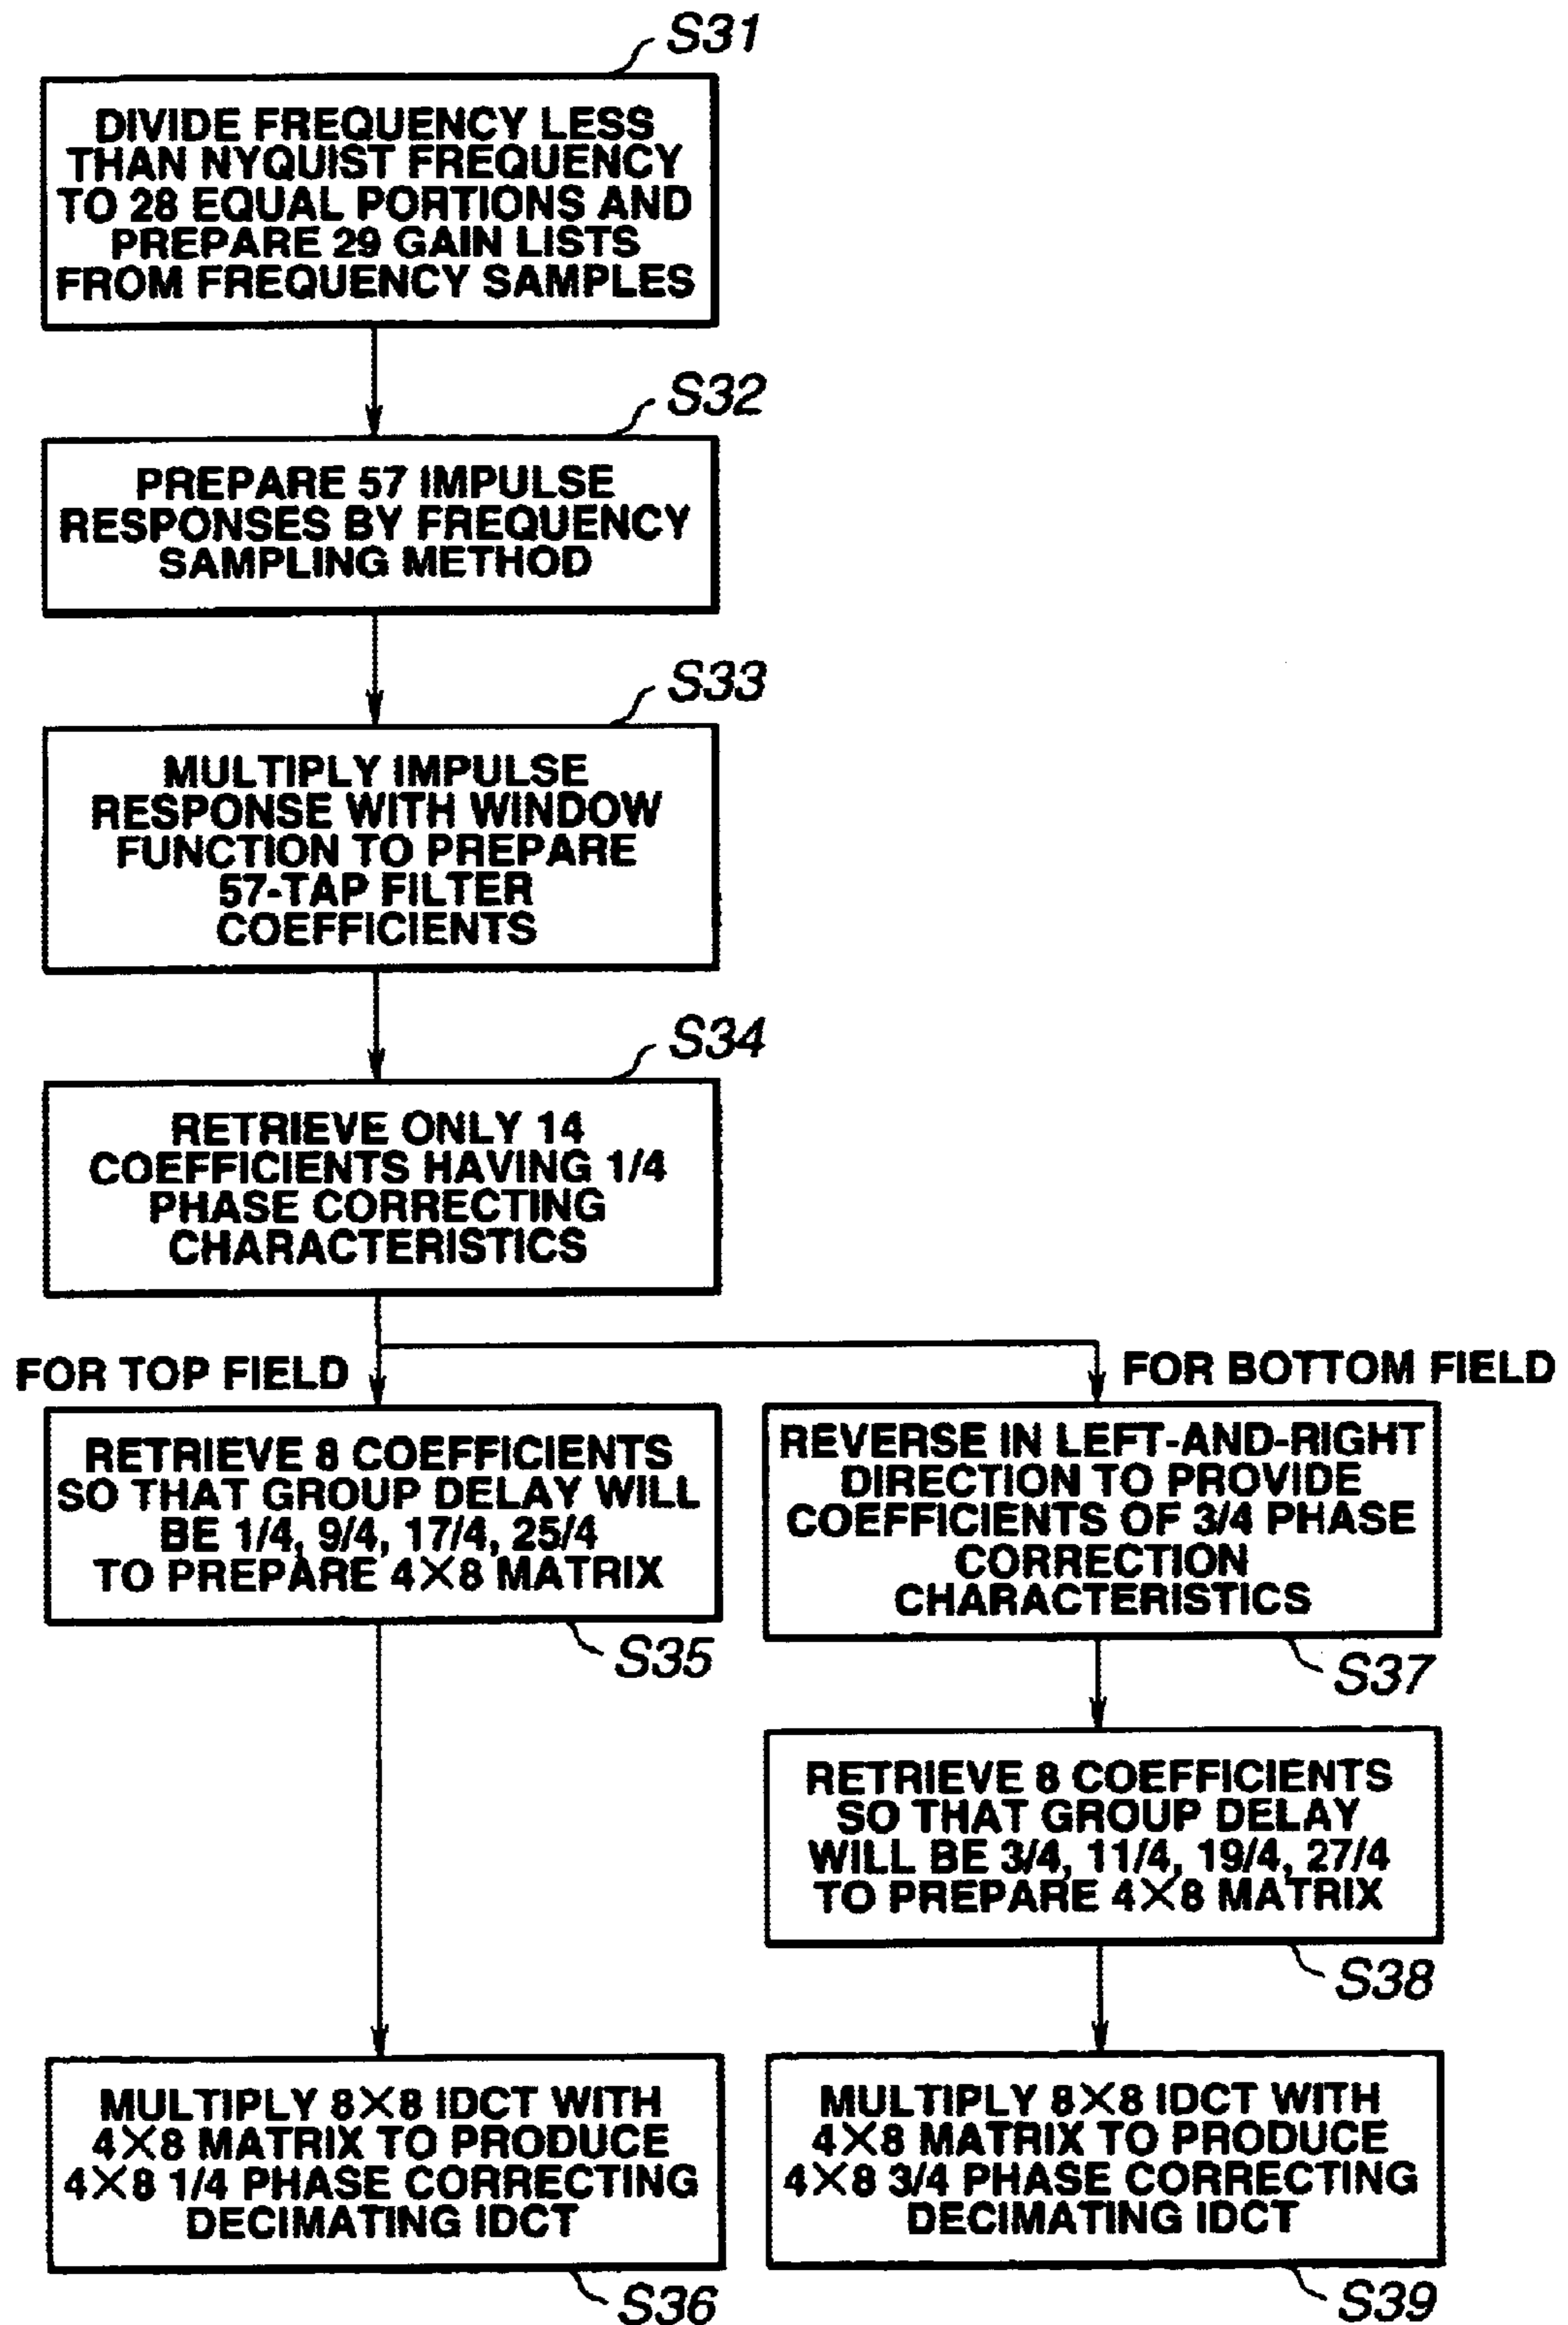 S31
DIVIDE FREQUENCY LESS
THAN NYQUIST FREQUENCY
TO 28 EQUAL PORTIONS AND
PREPARE 29 GAIN LISTS
FROM FREQUENCY SAMPLES
S32
PREPARE 57 IMPULSE
RESPONSES BY FREQUENCY
SAMPLING METHOD
S33
MULTIPLY IMPULSE
RESPONSE WITH WINDOW
FUNCTION TO PREPARE
57-TAP FILTER
COEFFICIENTS
S34
RETRIEVE ONLY 14
COEFFICIENTS HAVING 1/4
PHASE CORRECTING
CHARACTERISTICS
FOR TOP FIELD
RETRIEVE 8 COEFFICIENTS
SO THAT GROUP DELAY WILL
BE 1/4, 9/4, 17/4, 25/4
TO PREPARE 4×8 MATRIX
S35
FOR BOTTOM FIELD
REVERSE IN LEFT-AND-RIGHT
DIRECTION TO PROVIDE
COEFFICIENTS OF 3/4 PHASE
CORRECTION
CHARACTERISTICS
S37
RETRIEVE 8 COEFFICIENTS
SO THAT GROUP DELAY
WILL BE 3/4, 11/4, 19/4, 27/4
TO PREPARE 4×8 MATRIX
S38
MULTIPLY 8×8 IDCT WITH
4×8 MATRIX TO PRODUCE
4×8 1/4 PHASE CORRECTING
DECIMATING IDCT
S36
MULTIPLY 8×8 IDCT WITH
4×8 MATRIX TO PRODUCE
4×8 3/4 PHASE CORRECTING
DECIMATING IDCT
S39